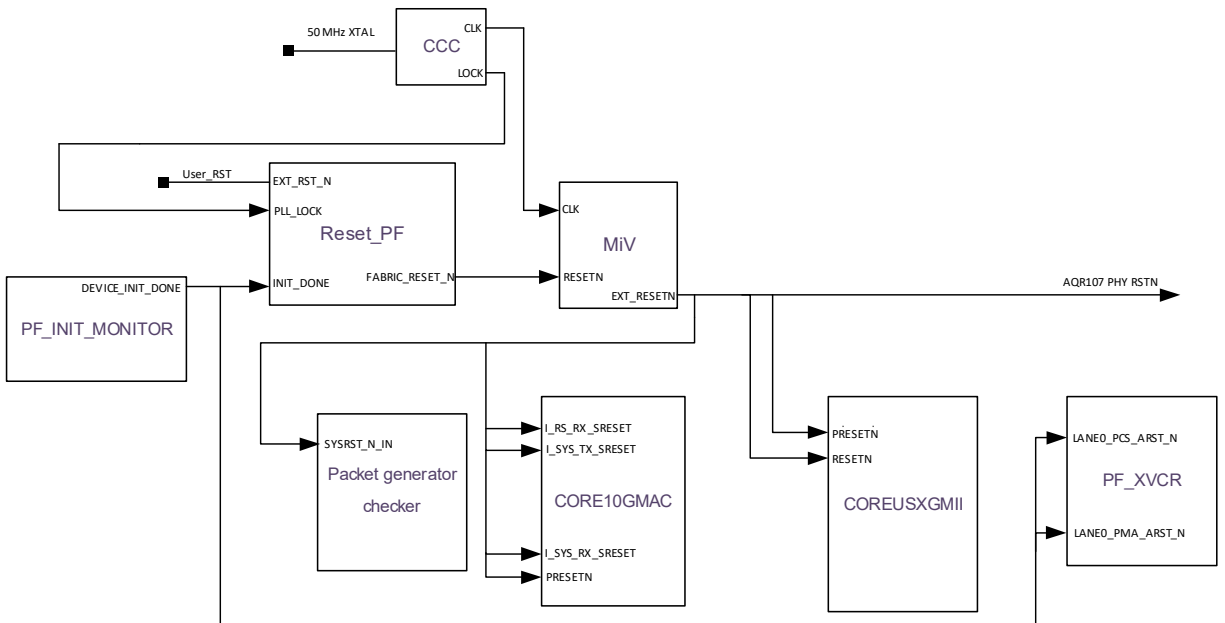 50 MHz XTAL
CLK
CCC
LOCK
User_RST
EXT_RST_N
PLL_LOCK
Reset_PF
FABRIC_RESET_N
INIT_DONE
CLK
MiV
RESETN
EXT_RESETN
AQR107 PHY RSTN
DEVICE_INIT_DONE
PF_INIT_MONITOR
SYSRST_N_IN
Packet generator
checker
I_RS_RX_SRESET
I_SYS_TX_SRESET
CORE10GMAC
I_SYS_RX_SRESET
PRESETN
PRESETN
RESETN
COREUSXGMII
LANE0_PCS_ARST_N
PF_XVCR
LANE0_PMA_ARST_N